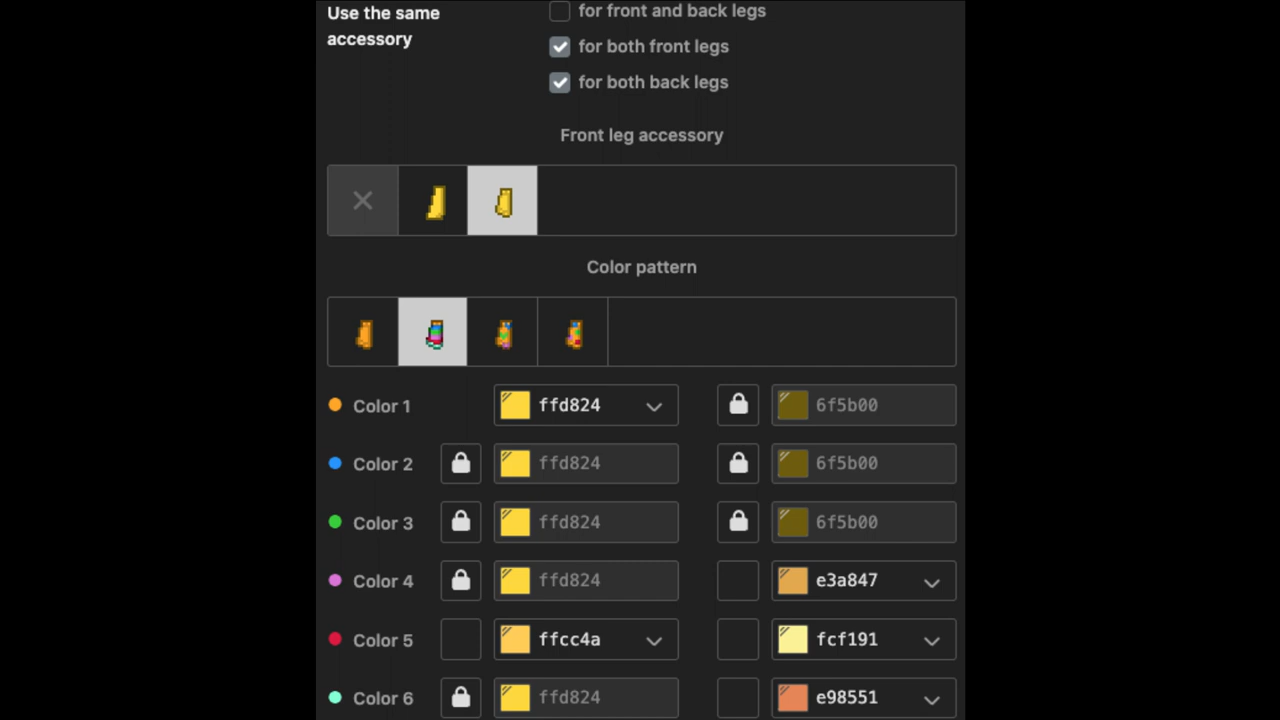 Use the same
accessory
for front and back legs
for both front legs
for both back legs
Front leg accessory
Color pattern
Color 1 ffd824 6f5b00
Color 2 ffd824 6f5b00
Color 3 ffd824 6f5b00
Color 4 ffd824 e3a847
Color 5 ffcc4a fcf191
Color 6 ffd824 e98551